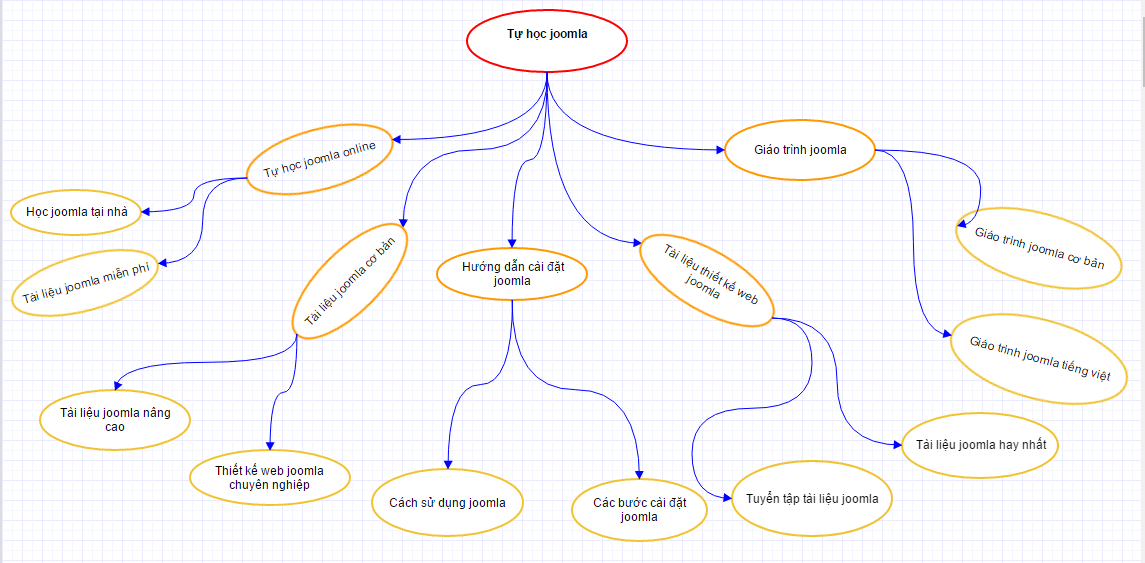 Tự học joomla
Tự học joomla online
Giáo trình joomla
Học joomla tại nhà
Tài liệu joomla miễn phí
Tài liệu joomla cơ bản
Hướng dẫn cài đặt
joomla
Tài liệu thiết kế web
joomla
Giáo trình joomla cơ bản
Giáo trình joomla tiếng việt
Tài liệu joomla nâng
cao
Thiết kế web joomla
chuyên nghiệp
Cách sử dụng joomla
Các bước cài đặt
joomla
Tuyển tập tài liệu joomla
Tài liệu joomla hay nhất